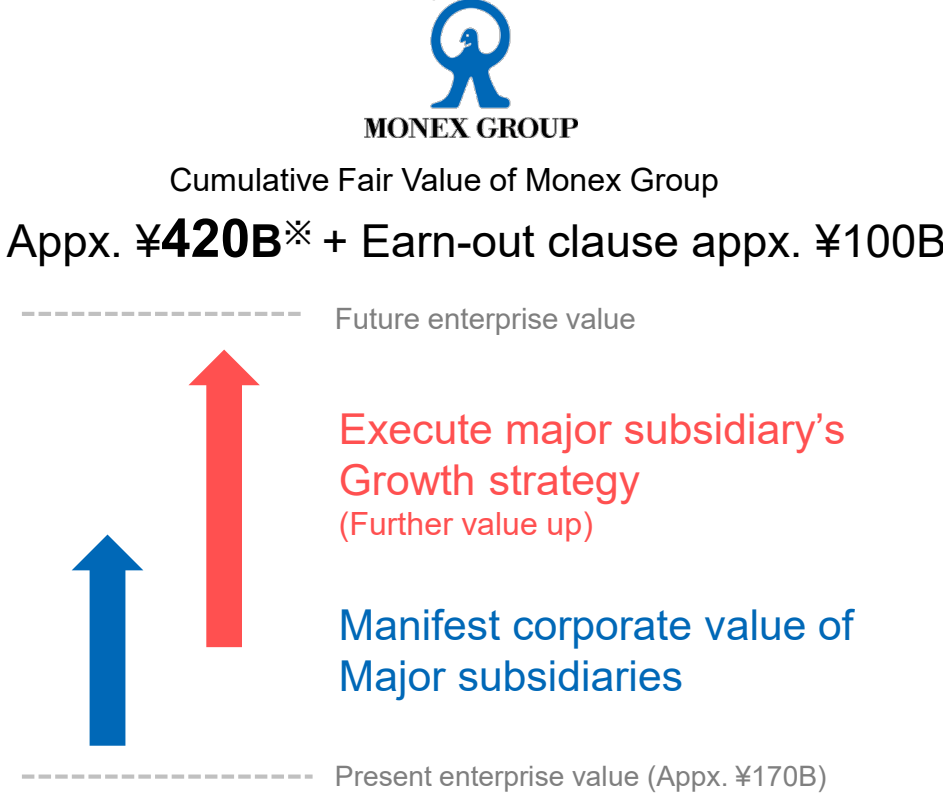 MONEX GROUP
Cumulative Fair Value of Monex Group
Appx. ¥420B※ + Earn-out clause appx. ¥100B
Future enterprise value
Execute major subsidiary’s
Growth strategy
(Further value up)
Manifest corporate value of
Major subsidiaries
Present enterprise value (Appx. ¥170B)